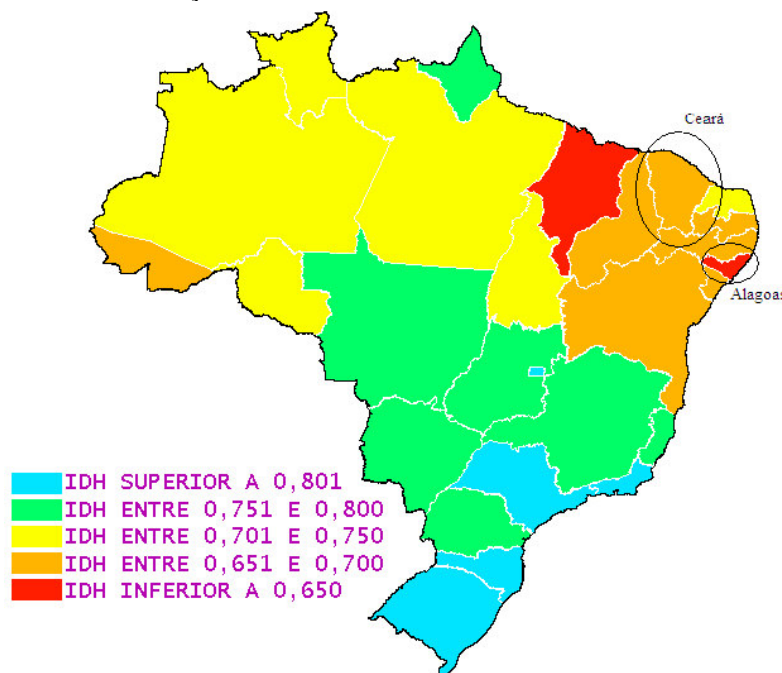 Ceará
Alagoas
IDH SUPERIOR A 0,801
IDH ENTRE 0,751 E 0,800
IDH ENTRE 0,701 E 0,750
IDH ENTRE 0,651 E 0,700
IDH INFERIOR A 0,650